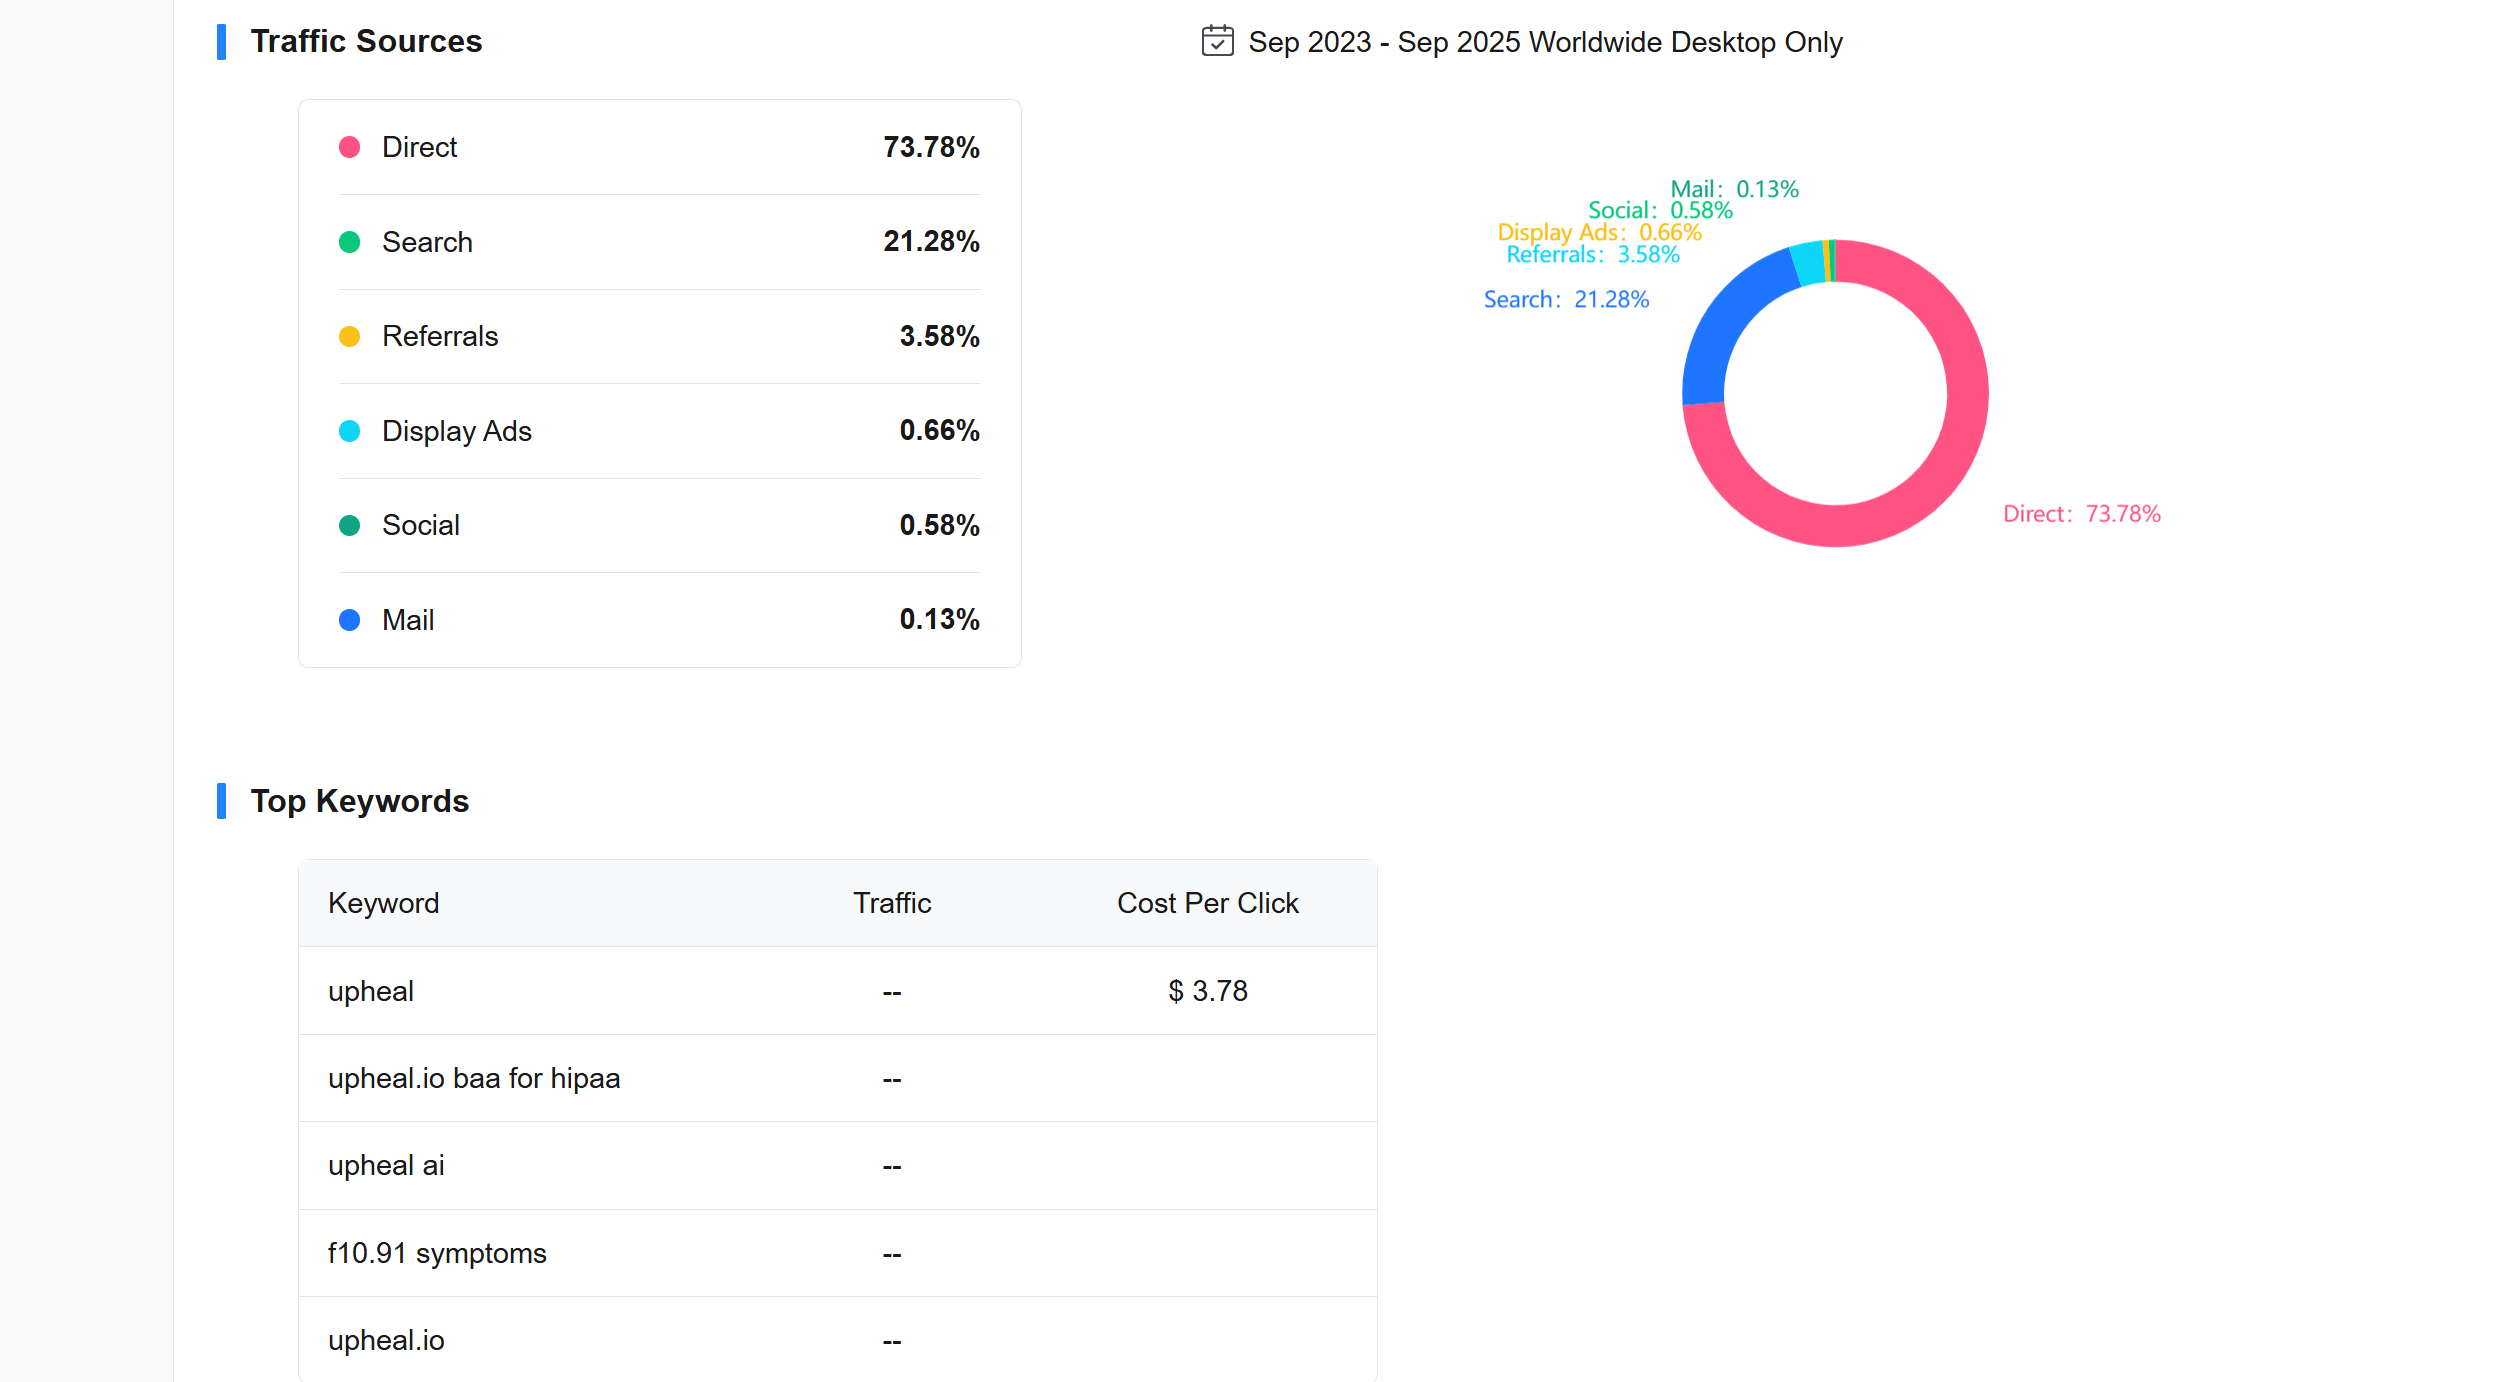 Traffic Sources
Sep 2023 - Sep 2025 Worldwide Desktop Only
Direct 73.78%
Search 21.28%
Referrals 3.58%
Display Ads 0.66%
Social 0.58%
Mail 0.13%
Mail: 0.13%
Social: 0.58%
Display Ads: 0.66%
Referrals: 3.58%
Search: 21.28%
Direct: 73.78%
Top Keywords
Keyword Traffic Cost Per Click
upheal -- $ 3.78
upheal.io baa for hipaa --
upheal ai --
f10.91 symptoms --
upheal.io --